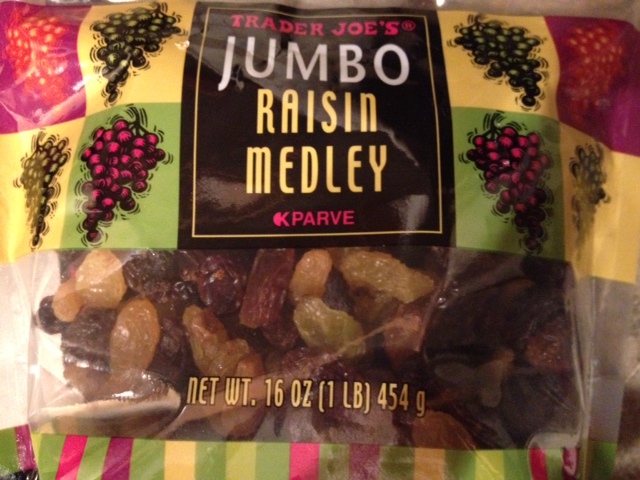 TRADER JOE'S®
JUMBO
RAISIN
MEDLEY
KPARVE
NET WT. 16 OZ (1 LB) 454 g